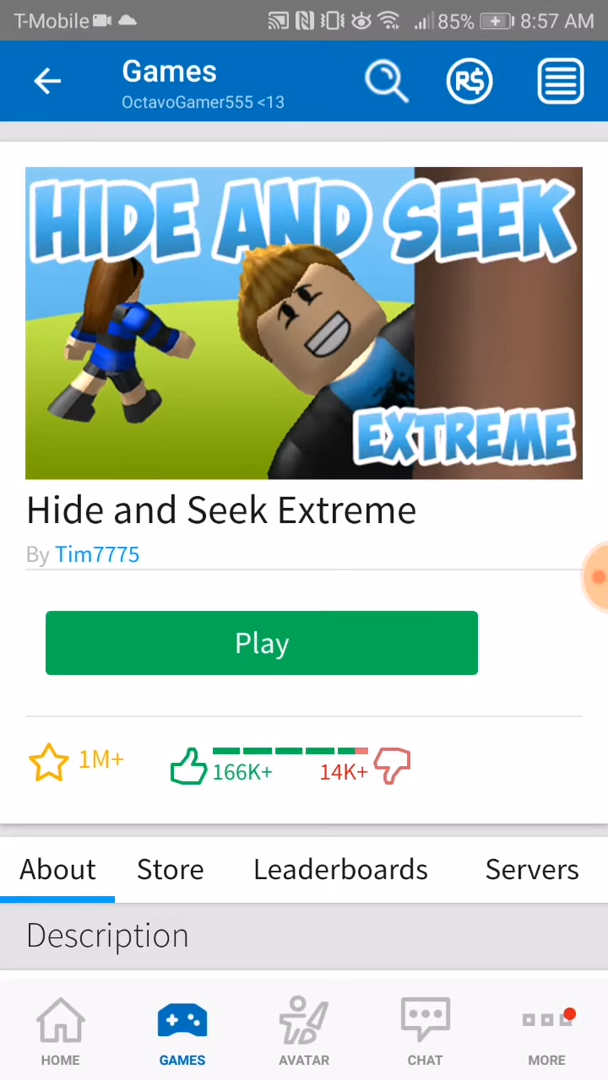 T-Mobile 85% 8:57 AM
Games
OctavoGamer555 <13
R$
HIDE AND SEEK
EXTREME
Hide and Seek Extreme
By Tim7775
Play
1M+ 166K+ 14K+
About Store Leaderboards Servers
Description
HOME GAMES AVATAR CHAT MORE